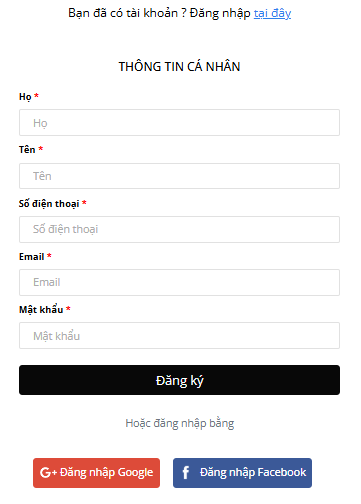 Bạn đã có tài khoản ? Đăng nhập tại đây
THÔNG TIN CÁ NHÂN
Họ *
Họ
Tên *
Tên
Số điện thoại *
Số điện thoại
Email *
Email
Mật khẩu *
Mật khẩu
Đăng ký
Hoặc đăng nhập bằng
G+ Đăng nhập Google
f Đăng nhập Facebook